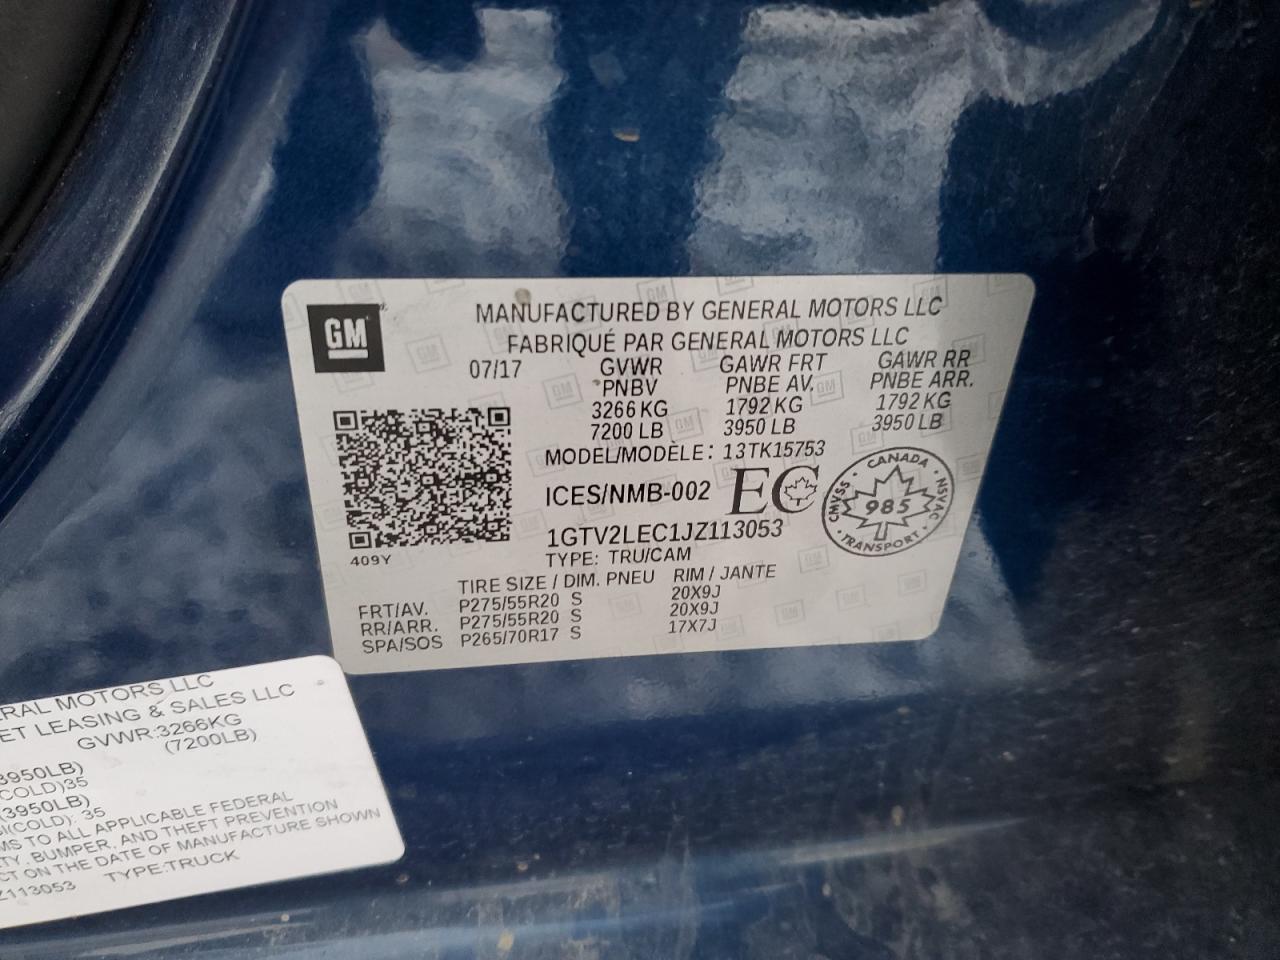 GM
MANUFACTURED BY GENERAL MOTORS LLC
FABRIQUÉ PAR GENERAL MOTORS LLC
07/17 GVWR GAWR FRT GAWR RR
PNBV PNBE AV. PNBE ARR.
3266 KG 1792 KG 1792 KG
7200 LB 3950 LB 3950 LB
MODEL/MODÈLE: 13TK15753
ICES/NMB-002 EC
CANADA
CMVSS 985 NSVAC
TRANSPORT
1GTV2LEC1JZ113053
409Y
TYPE: TRU/CAM
TIRE SIZE / DIM. PNEU RIM / JANTE
FRT/AV. P275/55R20 S 20X9J
RR/ARR. P275/55R20 S 20X9J
SPA/SOS P265/70R17 S 17X7J
ERAL MOTORS LLC
ET LEASING & SALES LLC
GVWR:3266KG
(7200LB)
3950LB)
(COLD)35
(3950LB)
SI(COLD). 35
MS TO ALL APPLICABLE FEDERAL
TY, BUMPER, AND THEFT PREVENTION
CT ON THE DATE OF MANUFACTURE SHOWN
Z113053 TYPE:TRUCK